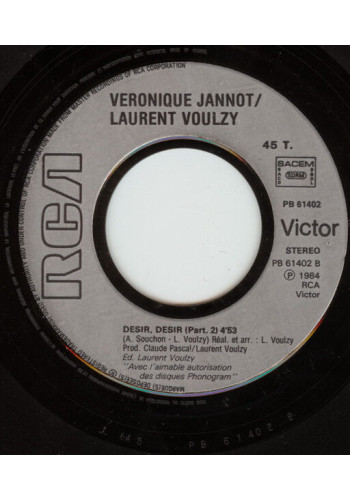 VERONIQUE JANNOT/
LAURENT VOULZY
45 T.
SACEM
PB 61402
RCA
Victor
STEREO
PB 61402 B
Ⓟ 1984
RCA
Victor
DESIR, DESIR (Part. 2) 4'53
(A. Souchon - L. Voulzy) Réal. et arr. : L. Voulzy
Prod. Claude Pascal/Laurent Voulzy
Ed. Laurent Voulzy
"Avec l'aimable autorisation
des disques Phonogram"